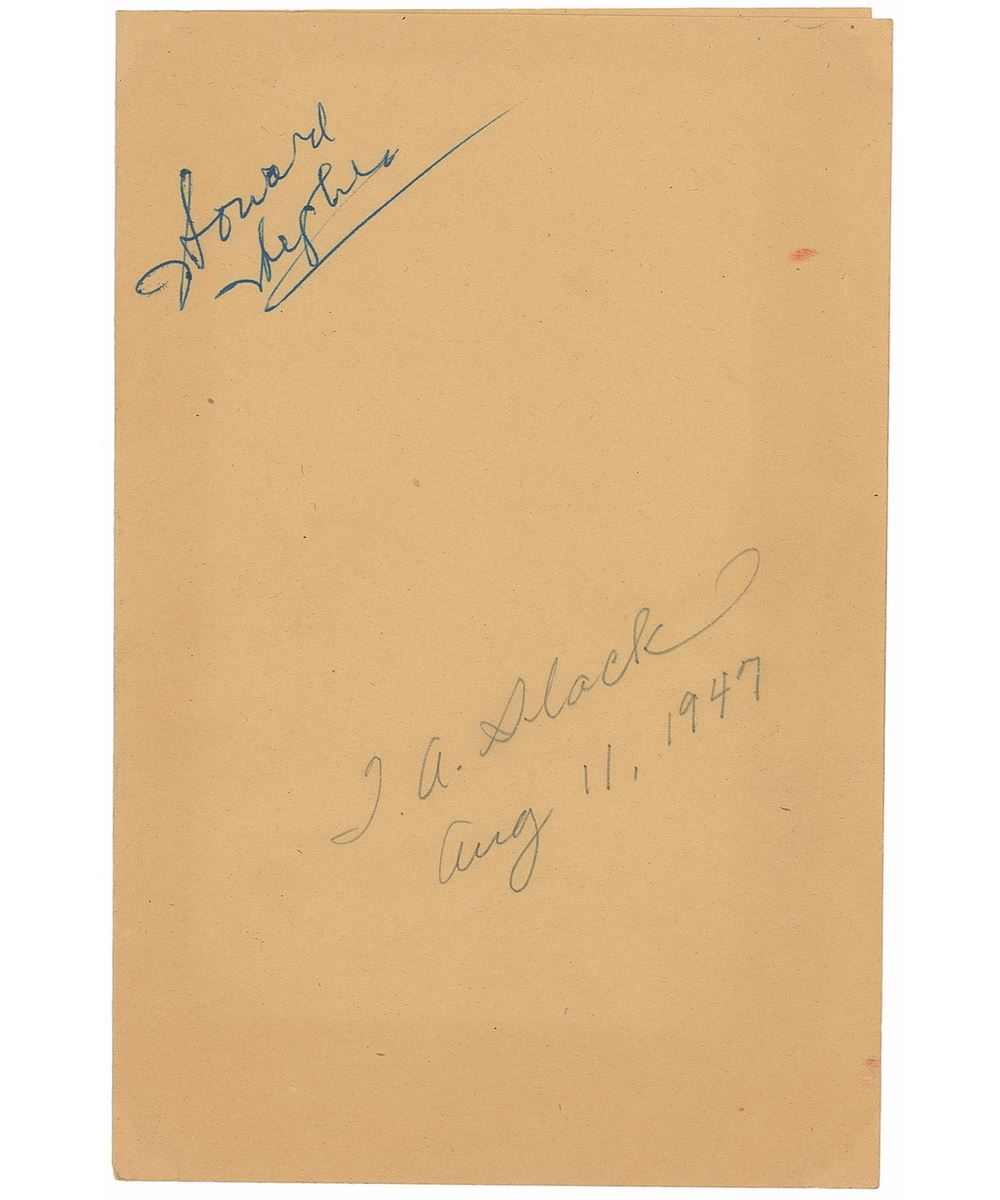 Howard
Hughes
T. A. Slack
Aug 11, 1947